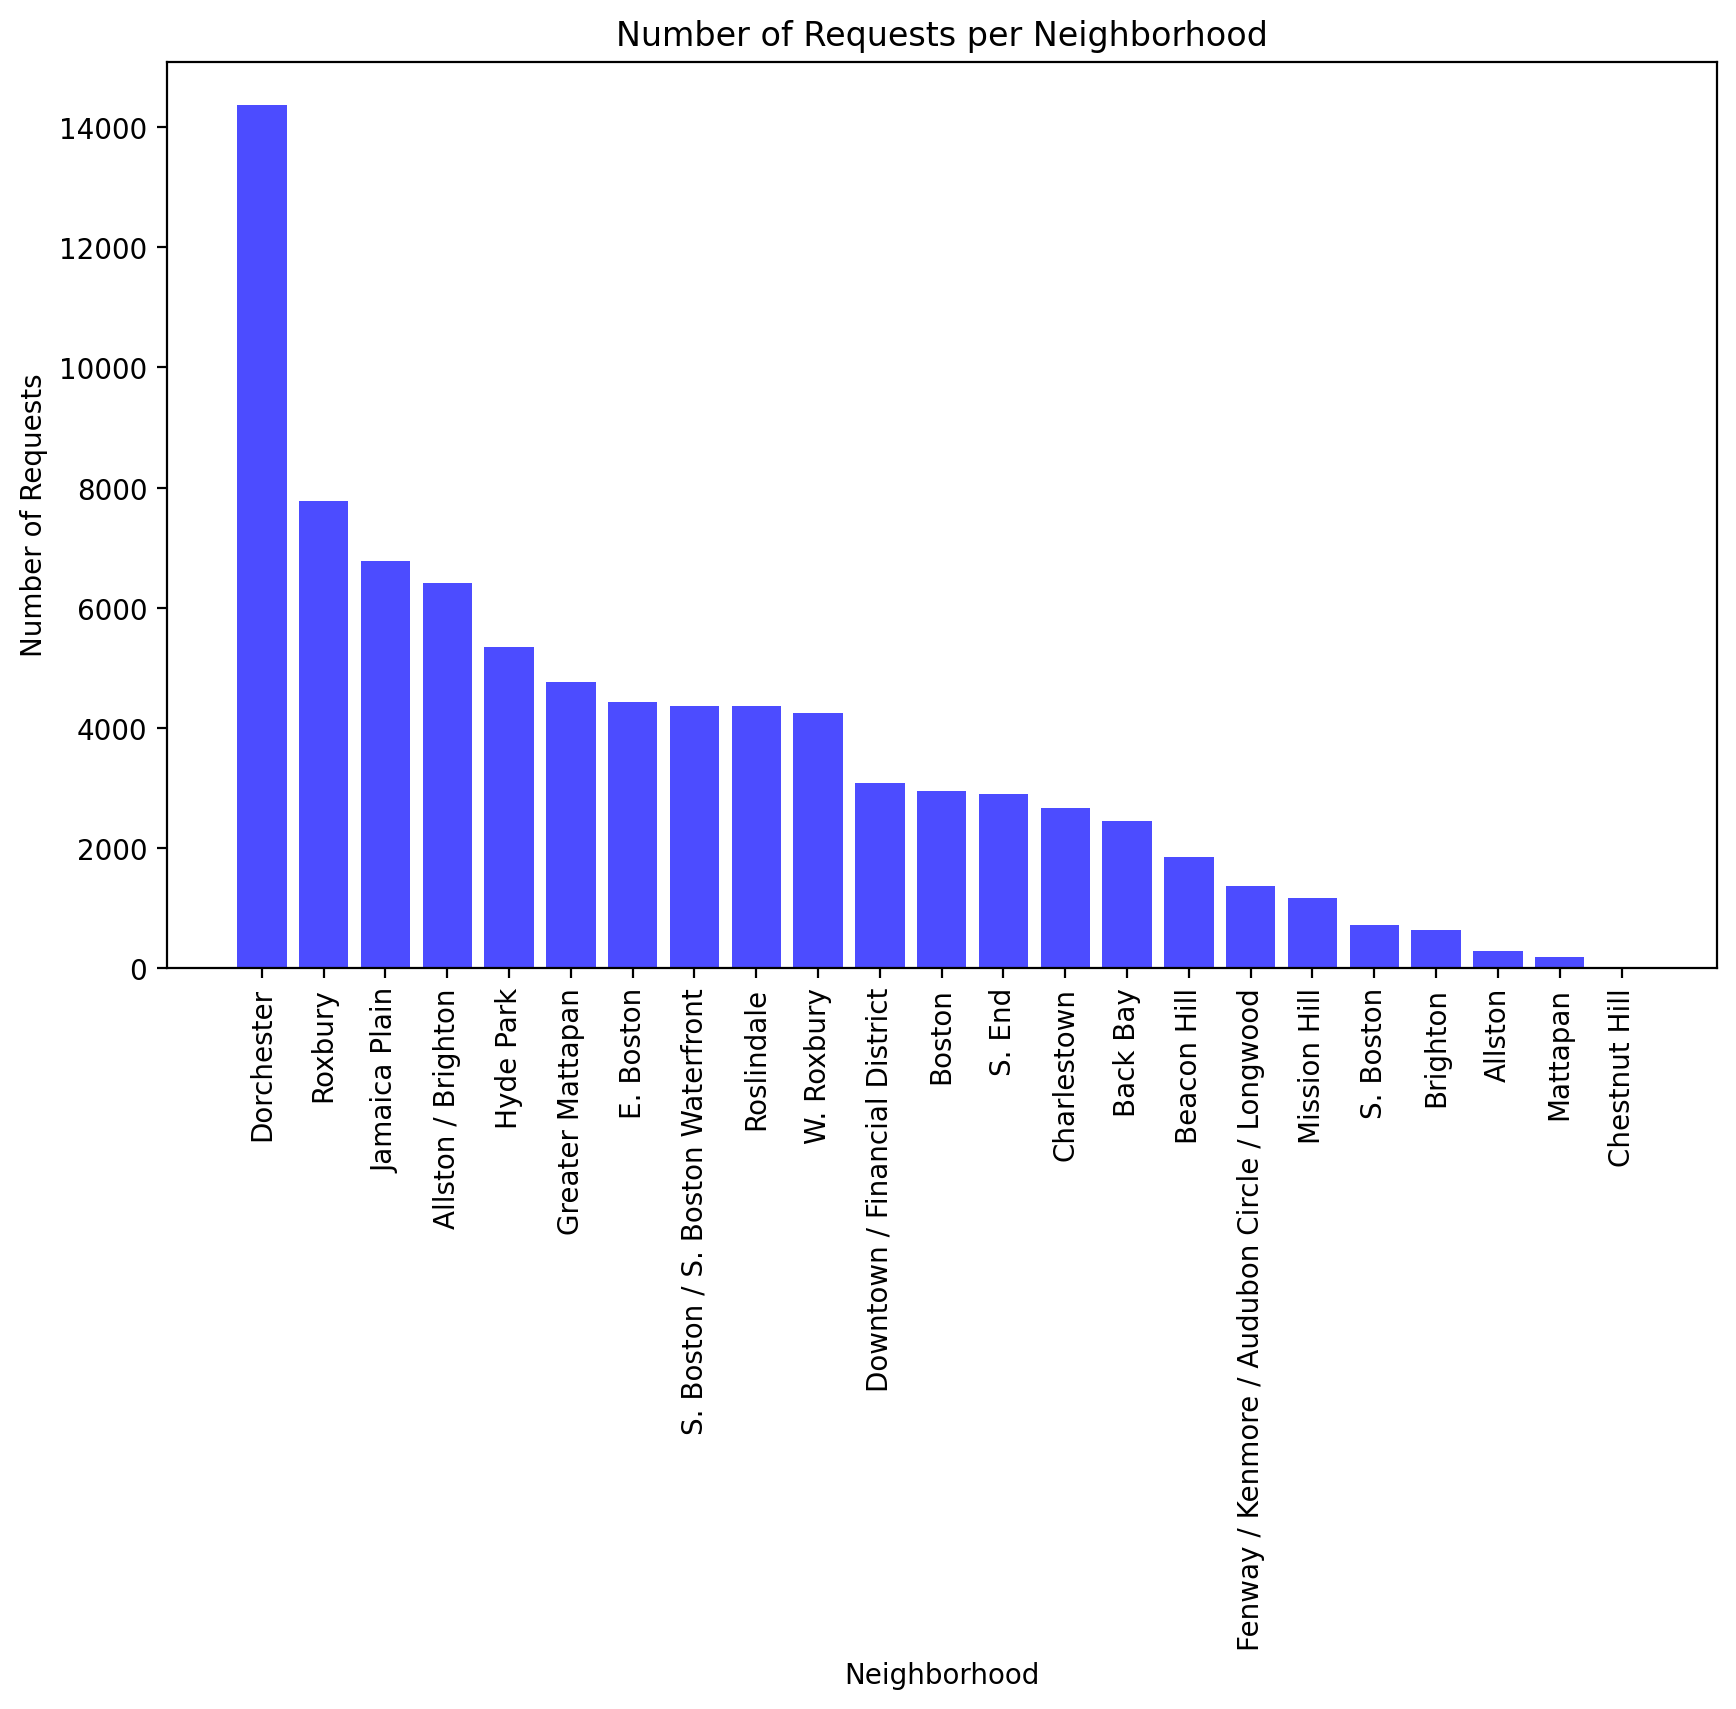 Number of Requests per Neighborhood
Number of Requests
14000
12000
10000
8000
6000
4000
2000
0
Dorchester
Roxbury
Jamaica Plain
Allston / Brighton
Hyde Park
Greater Mattapan
E. Boston
S. Boston / S. Boston Waterfront
Roslindale
W. Roxbury
Downtown / Financial District
Boston
S. End
Charlestown
Back Bay
Beacon Hill
Fenway / Kenmore / Audubon Circle / Longwood
Mission Hill
S. Boston
Brighton
Allston
Mattapan
Chestnut Hill
Neighborhood